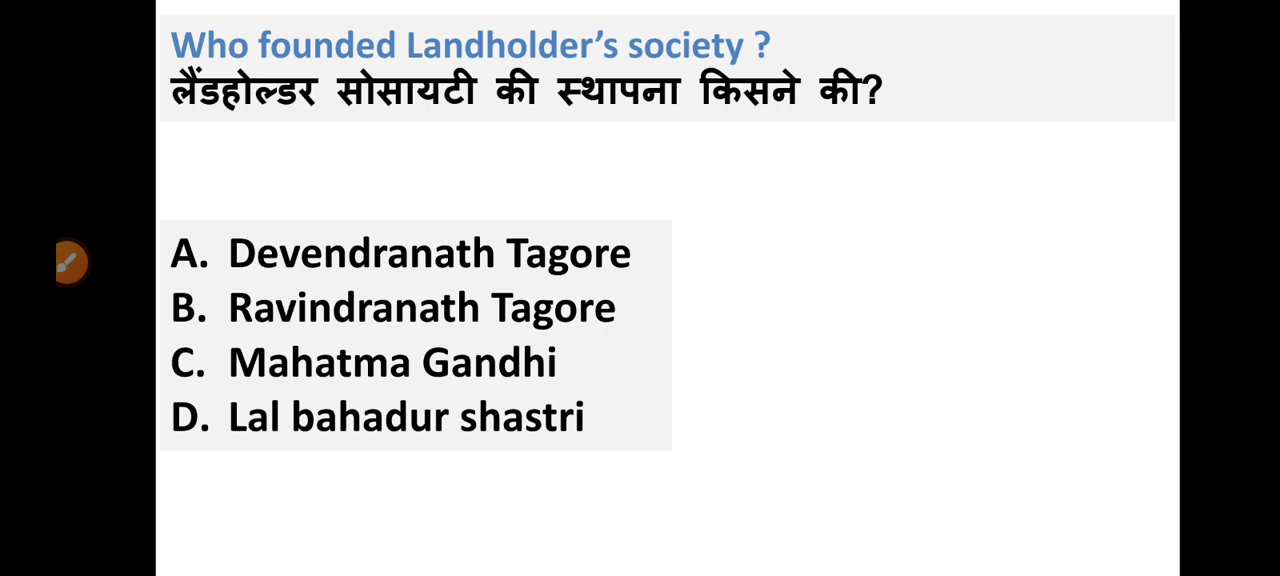 Who founded Landholder’s society ?
लैंडहोल्डर सोसायटी की स्थापना किसने की?
A. Devendranath Tagore
B. Ravindranath Tagore
C. Mahatma Gandhi
D. Lal bahadur shastri